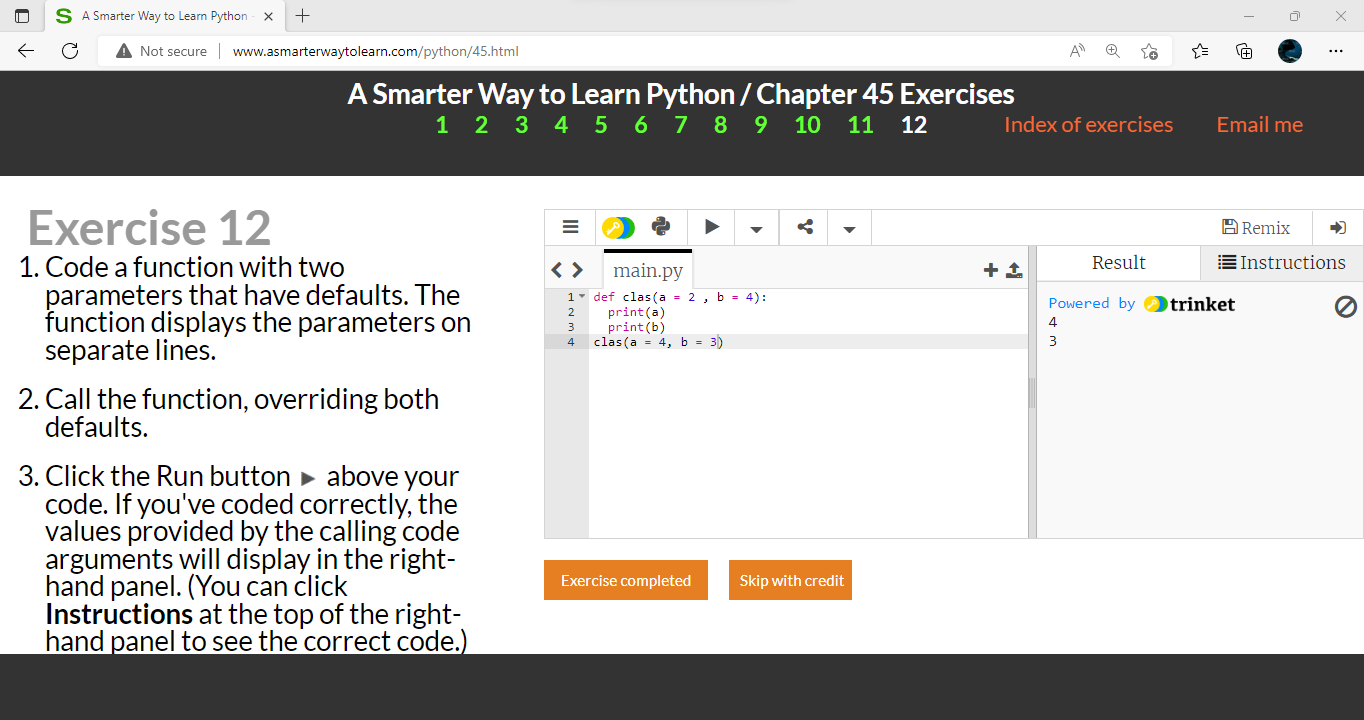 A Smarter Way to Learn Python -
Not secure www.asmarterwaytolearn.com/python/45.html
A Smarter Way to Learn Python / Chapter 45 Exercises
1 2 3 4 5 6 7 8 9 10 11 12 Index of exercises Email me
Exercise 12
1. Code a function with two
parameters that have defaults. The
function displays the parameters on
separate lines.
2. Call the function, overriding both
defaults.
3. Click the Run button above your
code. If you've coded correctly, the
values provided by the calling code
arguments will display in the right-
hand panel. (You can click
Instructions at the top of the right-
hand panel to see the correct code.)
Remix
main.py
1 def clas(a = 2 , b = 4):
2 print(a)
3 print(b)
4 clas(a = 4, b = 3)
Result Instructions
Powered by trinket
4
3
Exercise completed Skip with credit